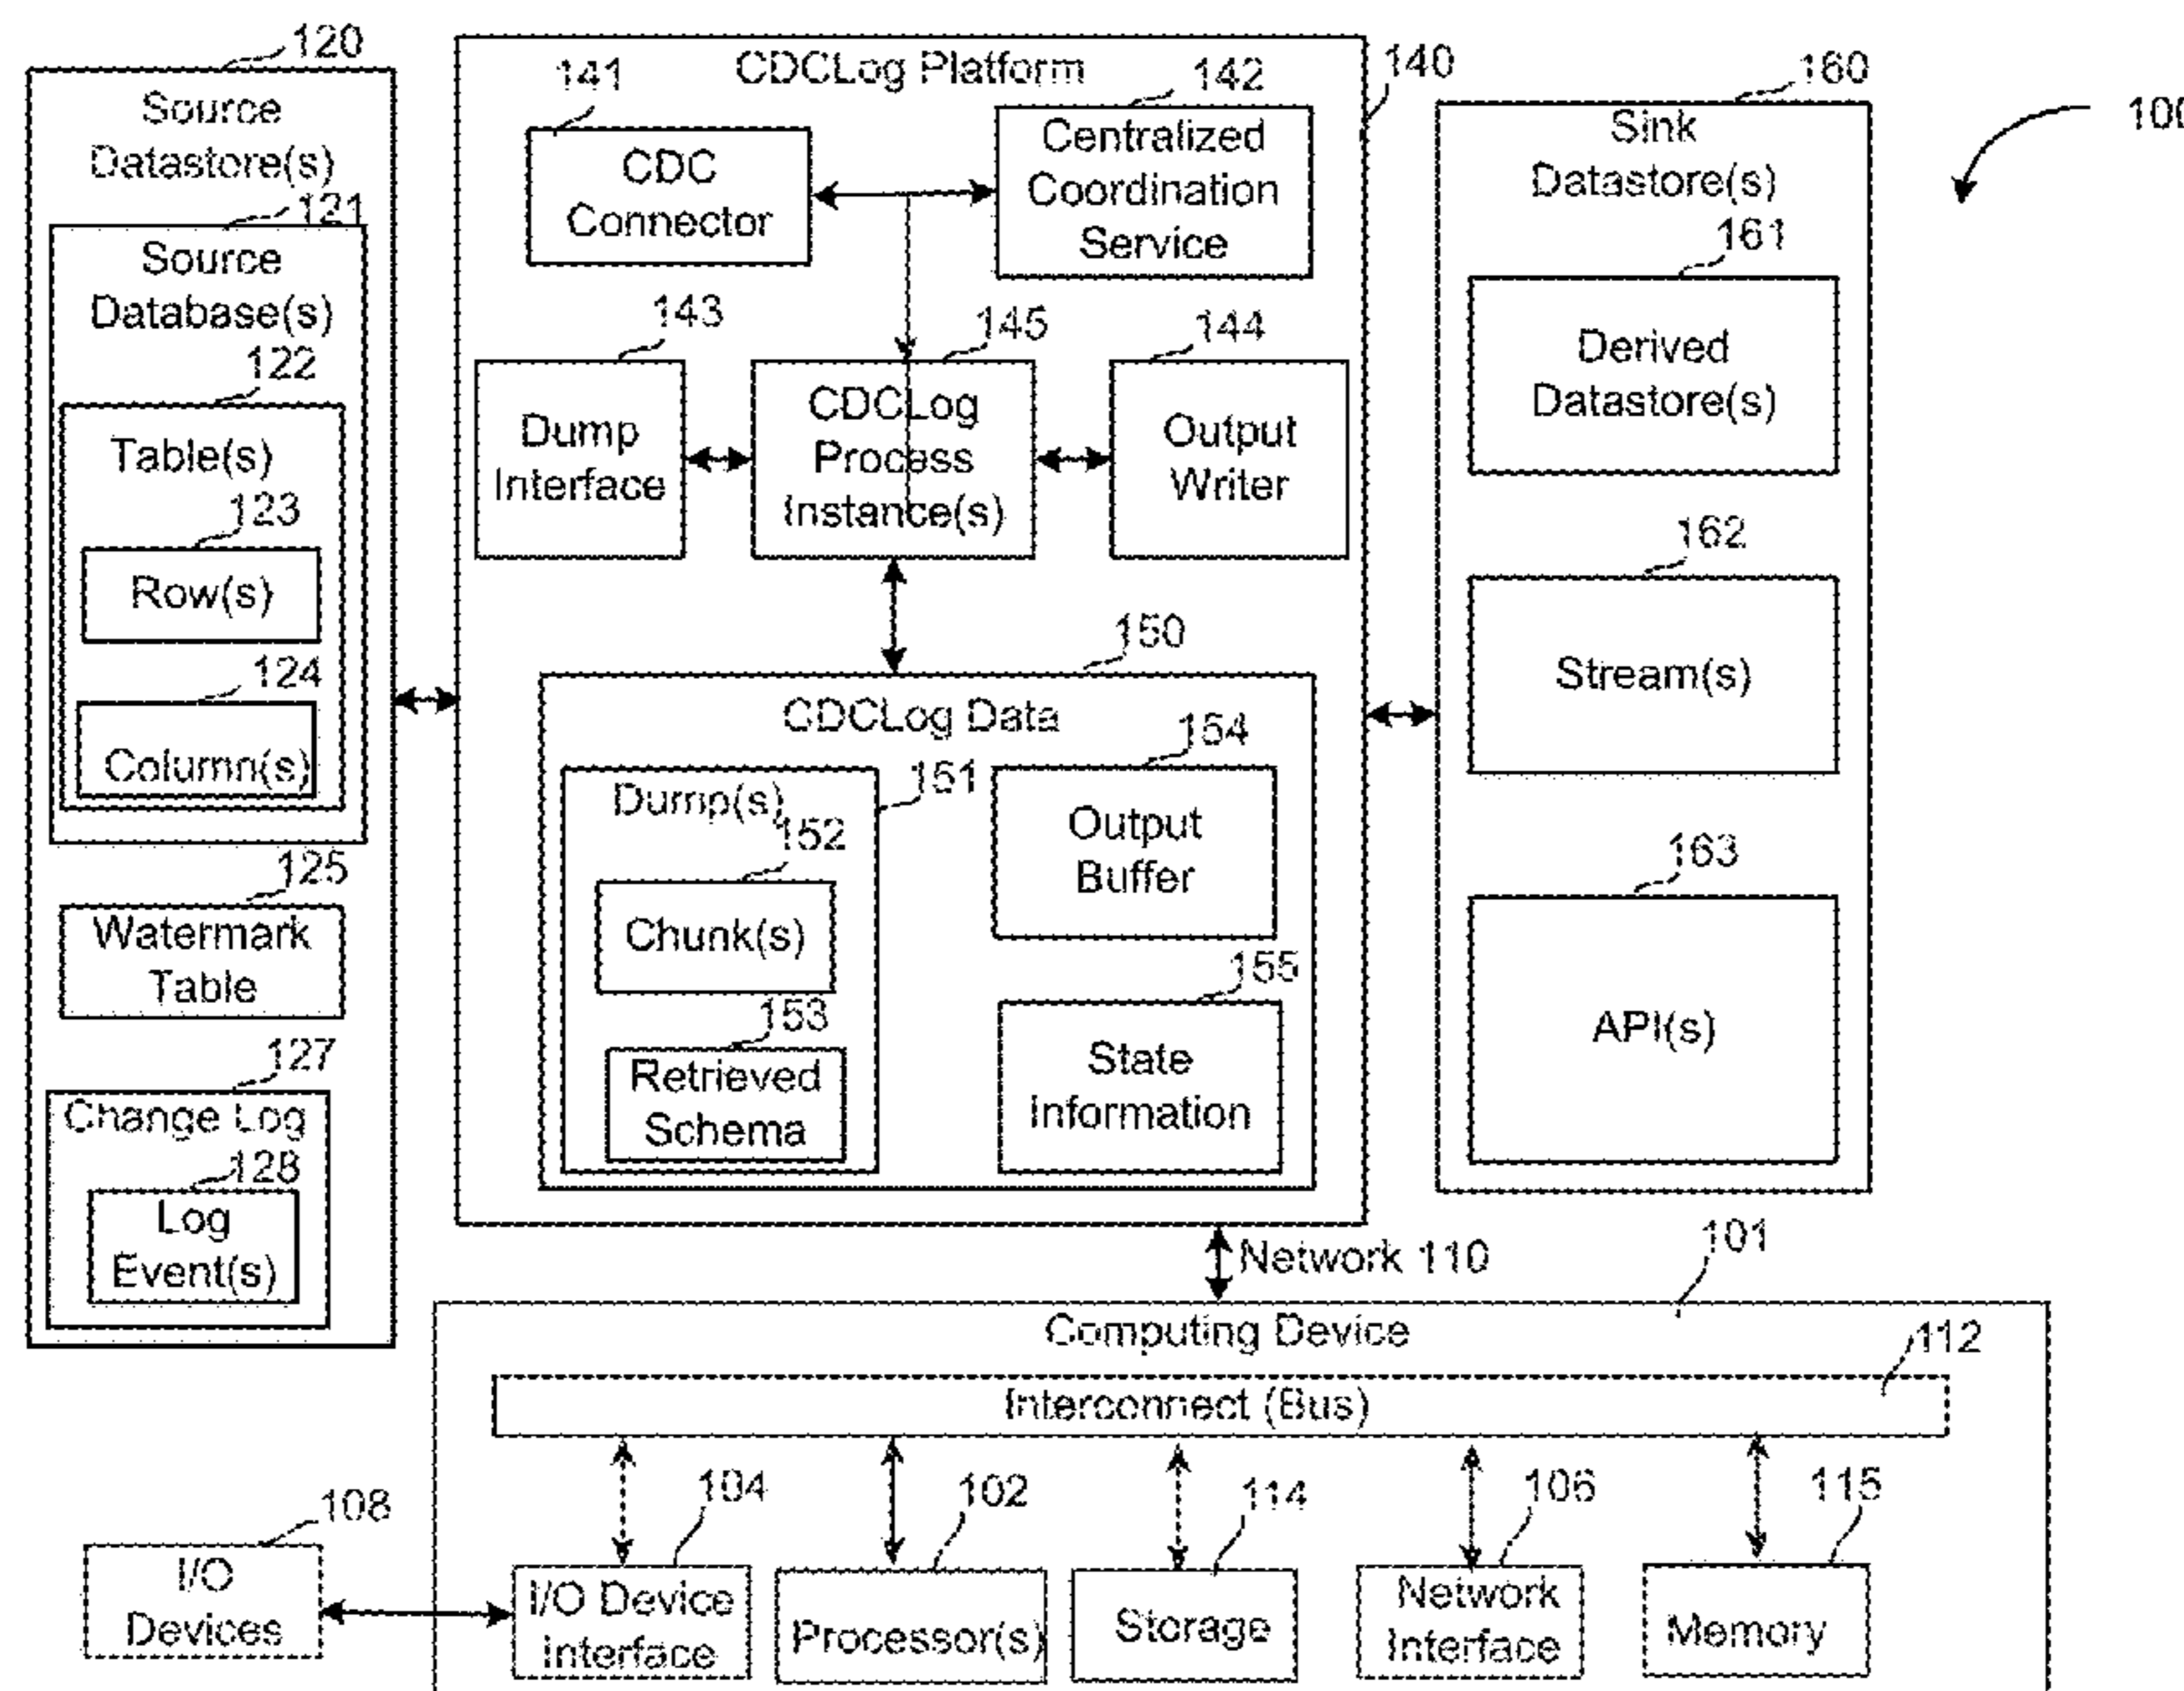 120
Source
Datastore(s)
121
Source
Database(s)
122
Table(s)
123
Row(s)
124
Column(s)
125
Watermark
Table
127
Change Log
128
Log
Event(s)
CDCLog Platform
140
141
CDC
Connector
142
Centralized
Coordination
Service
143
Dump
Interface
145
CDCLog
Process
Instance(s)
144
Output
Writer
150
CDCLog Data
151
Dump(s)
152
Chunk(s)
153
Retrieved
Schema
154
Output
Buffer
155
State
Information
160
Sink
Datastore(s)
161
Derived
Datastore(s)
162
Stream(s)
163
API(s)
100
Network 110
101
Computing Device
112
Interconnect (Bus)
108
I/O
Devices
104
I/O Device
Interface
102
Processor(s)
114
Storage
106
Network
Interface
115
Memory